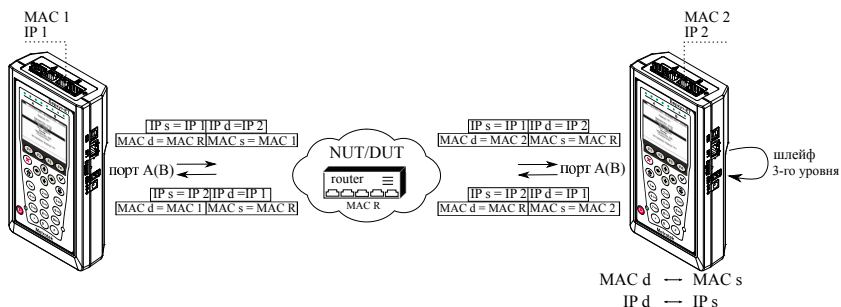 MAC 1
IP 1
MAC 2
IP 2
IP s = IP 1 IP d =IP 2
MAC d = MAC R MAC s = MAC 1
порт A(B)
IP s = IP 2 IP d =IP 1
MAC d = MAC 1 MAC s = MAC R
NUT/DUT
router
MAC R
IP s = IP 1 IP d = IP 2
MAC d = MAC 2 MAC s = MAC R
порт A(B)
IP s = IP 2 IP d = IP 1
MAC d = MAC R MAC s = MAC 2
шлейф
3-го уровня
MAC d ↔ MAC s
IP d ↔ IP s